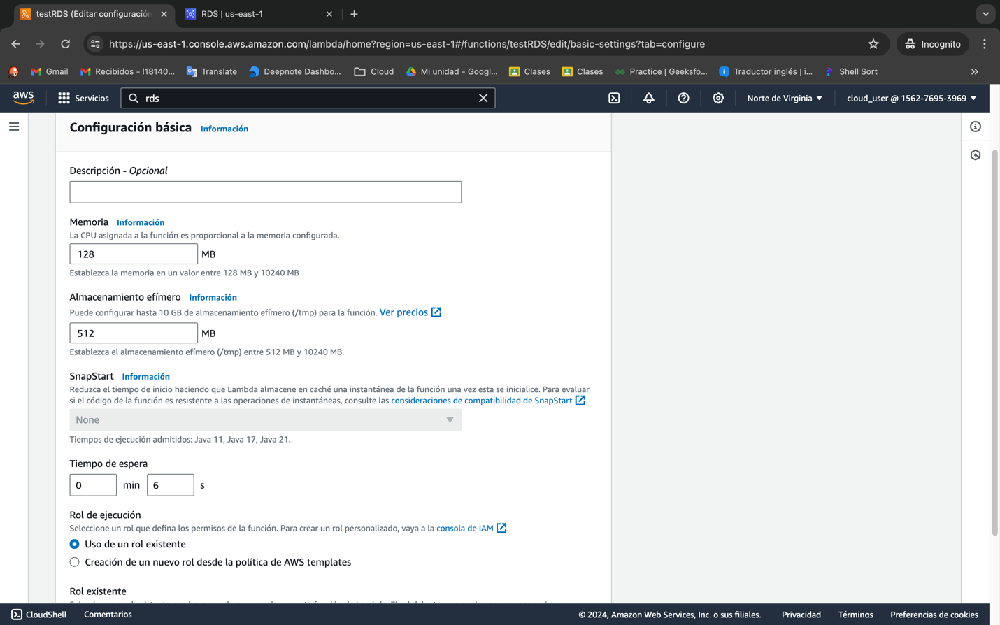 testRDS (Editar configuración
RDS | us-east-1
https://us-east-1.console.aws.amazon.com/lambda/home?region=us-east-1#/functions/testRDS/edit/basic-settings?tab=configure
Incognito
Gmail
Recibidos - l18140...
Translate
Deepnote Dashbo...
Cloud
Mi unidad - Googl...
Clases
Clases
Practice | Geeksfo...
Traductor inglés | i...
Shell Sort
aws
Servicios
rds
Norte de Virginia
cloud_user @ 1562-7695-3969
Configuración básica Información
Descripción - Opcional
Memoria Información
La CPU asignada a la función es proporcional a la memoria configurada.
128 MB
Establezca la memoria en un valor entre 128 MB y 10240 MB
Almacenamiento efímero Información
Puede configurar hasta 10 GB de almacenamiento efímero (/tmp) para la función. Ver precios
512 MB
Establezca el almacenamiento efímero (/tmp) entre 512 MB y 10240 MB.
SnapStart Información
Reduzca el tiempo de inicio haciendo que Lambda almacene en caché una instantánea de la función una vez esta se inicialice. Para evaluar
si el código de la función es resistente a las operaciones de instantáneas, consulte las consideraciones de compatibilidad de SnapStart.
None
Tiempos de ejecución admitidos: Java 11, Java 17, Java 21.
Tiempo de espera
0 min 6 s
Rol de ejecución
Seleccione un rol que defina los permisos de la función. Para crear un rol personalizado, vaya a la consola de IAM.
Uso de un rol existente
Creación de un nuevo rol desde la política de AWS templates
Rol existente
CloudShell
Comentarios
© 2024, Amazon Web Services, Inc. o sus filiales.
Privacidad
Términos
Preferencias de cookies